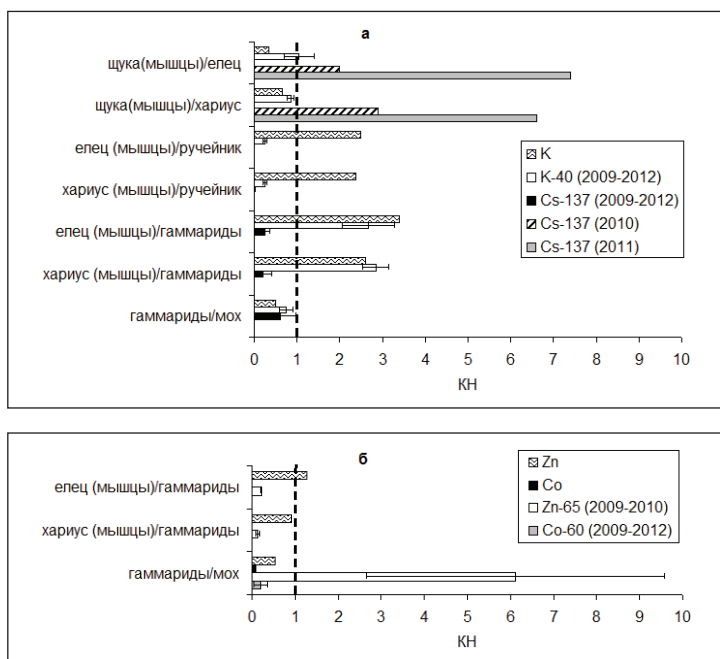 а
щука(мышцы)/елец
щука(мышцы)/хариус
елец (мышцы)/ручейник
хариус (мышцы)/ручейник
елец (мышцы)/гаммариды
хариус (мышцы)/гаммариды
гаммариды/мох
K
K-40 (2009-2012)
Cs-137 (2009-2012)
Cs-137 (2010)
Cs-137 (2011)
0 1 2 3 4 5 6 7 8 9 10
КН
б
елец (мышцы)/гаммариды
хариус (мышцы)/гаммариды
гаммариды/мох
Zn
Co
Zn-65 (2009-2010)
Co-60 (2009-2012)
0 1 2 3 4 5 6 7 8 9 10
КН